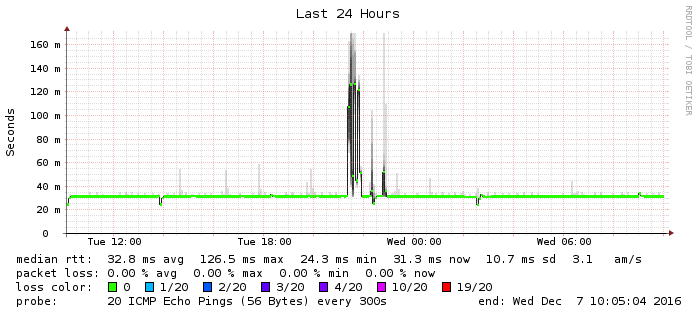 Last 24 Hours
RRDTOOL / TOBI OETIKER
Seconds
160 m
140 m
120 m
100 m
80 m
60 m
40 m
20 m
0
Tue 12:00 Tue 18:00 Wed 00:00 Wed 06:00
median rtt: 32.8 ms avg 126.5 ms max 24.3 ms min 31.3 ms now 10.7 ms sd 3.1 am/s
packet loss: 0.00 % avg 0.00 % max 0.00 % min 0.00 % now
loss color: 0 1/20 2/20 3/20 4/20 10/20 19/20
probe: 20 ICMP Echo Pings (56 Bytes) every 300s end: Wed Dec 7 10:05:04 2016